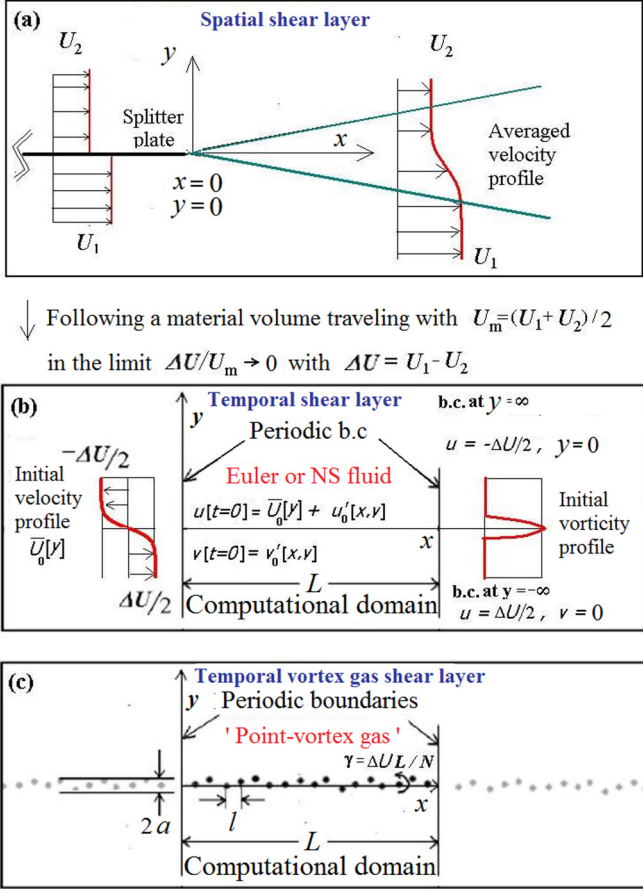 (a)
Spatial shear layer
U₂
y
U₂
Splitter
plate
x
Averaged
velocity
profile
x=0
y=0
U₁
U₁
Following a material volume traveling with Uₘ=(U₁+U₂)/2
in the limit ΔU/Uₘ → 0 with ΔU = U₁-U₂
(b)
Temporal shear layer
b.c. at y=∞
y
Periodic b.c
u = -ΔU/2 , y=0
-ΔU/2
Initial
velocity
profile
U̅₀[y]
Euler or NS fluid
u[t=0]= U̅₀[y] + u₀′[x,v]
x
v[t=0]= v₀′[x,v]
Initial
vorticity
profile
L
ΔU/2
Computational domain
b.c. at y=-∞
u = ΔU/2 , v = 0
(c)
Temporal vortex gas shear layer
y
Periodic boundaries
' Point-vortex gas '
γ=ΔUL/N
x
2a
l
L
Computational domain